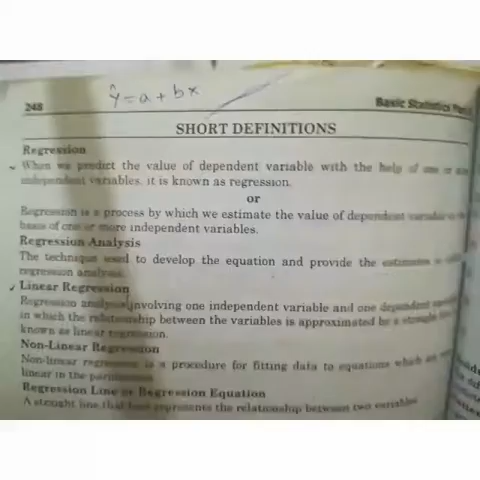 ŷ = a + bx
248
Basic Statistics
SHORT DEFINITIONS
Regression
When we predict the value of dependent variable with the help of one or
independent variables, it is known as regression.
or
Regression is a process by which we estimate the value of dependent variable
basis of one or more independent variables.
Regression Analysis
The technique used to develop the equation and provide the estimates is
regression analysis.
Linear Regression
Regression analysis involving one independent variable and one dependent
in which the relationship between the variables is approximated by a straight
known as linear regression.
Non-Linear Regression
Non-linear regression is a procedure for fitting data to equations which are
linear in the
Regression Line or Regression Equation
A straight line that represents the relationship between two variables